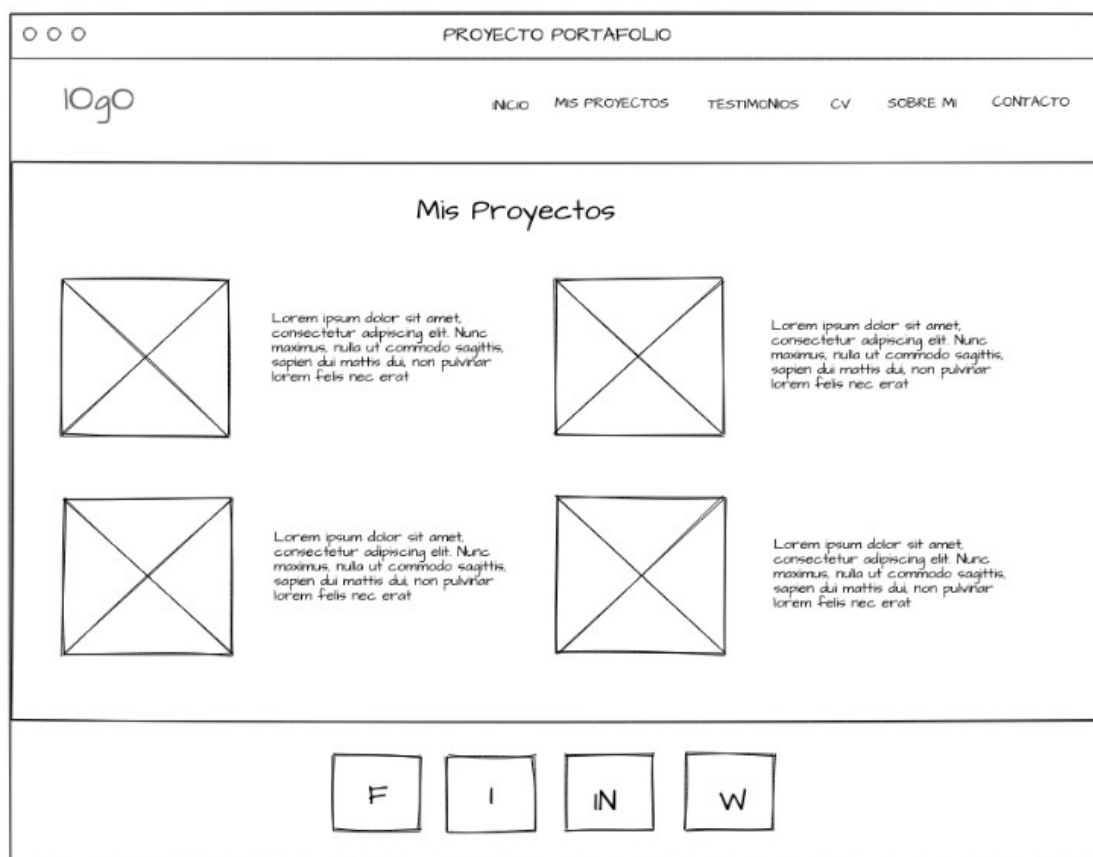 PROYECTO PORTAFOLIO
lOgO
INICIO MIS PROYECTOS TESTIMONIOS CV SOBRE MI CONTACTO
Mis Proyectos
Lorem ipsum dolor sit amet,
consectetur adipiscing elit. Nunc
maximus, nulla ut commodo sagittis,
sapien dui mattis dui, non pulvinar
lorem felis nec erat
Lorem ipsum dolor sit amet,
consectetur adipiscing elit. Nunc
maximus, nulla ut commodo sagittis,
sapien dui mattis dui, non pulvinar
lorem felis nec erat
Lorem ipsum dolor sit amet,
consectetur adipiscing elit. Nunc
maximus, nulla ut commodo sagittis,
sapien dui mattis dui, non pulvinar
lorem felis nec erat
Lorem ipsum dolor sit amet,
consectetur adipiscing elit. Nunc
maximus, nulla ut commodo sagittis,
sapien dui mattis dui, non pulvinar
lorem felis nec erat
F I IN W